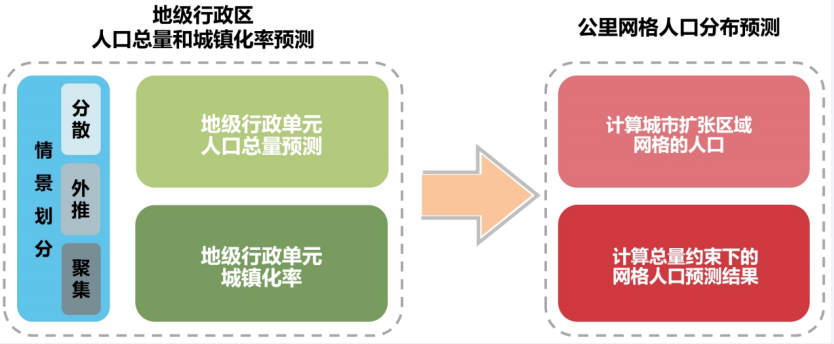 地级行政区
人口总量和城镇化率预测
情景划分
分散
外推
聚集
地级行政单元
人口总量预测
地级行政单元
城镇化率
公里网格人口分布预测
计算城市扩张区域
网格的人口
计算总量约束下的
网格人口预测结果